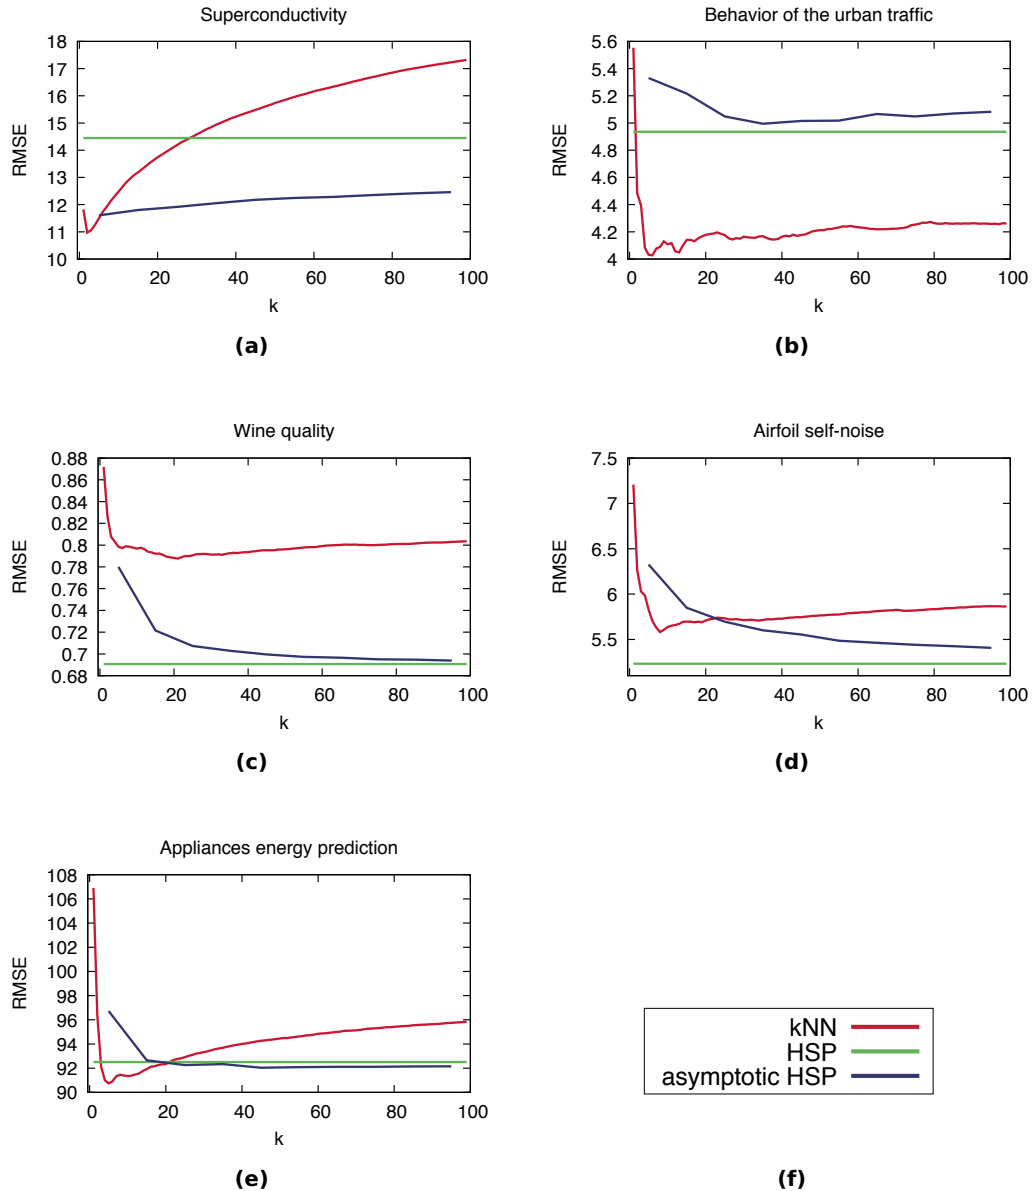 Superconductivity
18
17
16
15
14
13
12
11
10
RMSE
0 20 40 60 80 100
k
(a)
Behavior of the urban traffic
5.6
5.4
5.2
5
4.8
4.6
4.4
4.2
4
RMSE
0 20 40 60 80 100
k
(b)
Wine quality
0.88
0.86
0.84
0.82
0.8
0.78
0.76
0.74
0.72
0.7
0.68
RMSE
0 20 40 60 80 100
k
(c)
Airfoil self-noise
7.5
7
6.5
6
5.5
RMSE
0 20 40 60 80 100
k
(d)
Appliances energy prediction
108
106
104
102
100
98
96
94
92
90
RMSE
0 20 40 60 80 100
k
(e)
kNN
HSP
asymptotic HSP
(f)